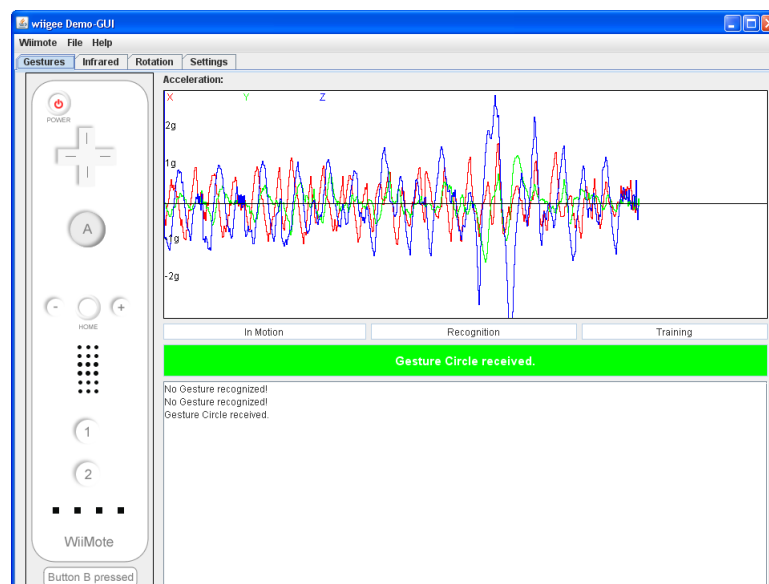 wiigee Demo-GUI
Wiimote File Help
Gestures Infrared Rotation Settings
Acceleration:
X Y Z
2g
1g
-1g
-2g
POWER
A
- +
HOME
1
2
WiiMote
Button B pressed
In Motion Recognition Training
Gesture Circle received.
No Gesture recognized!
No Gesture recognized!
Gesture Circle received.